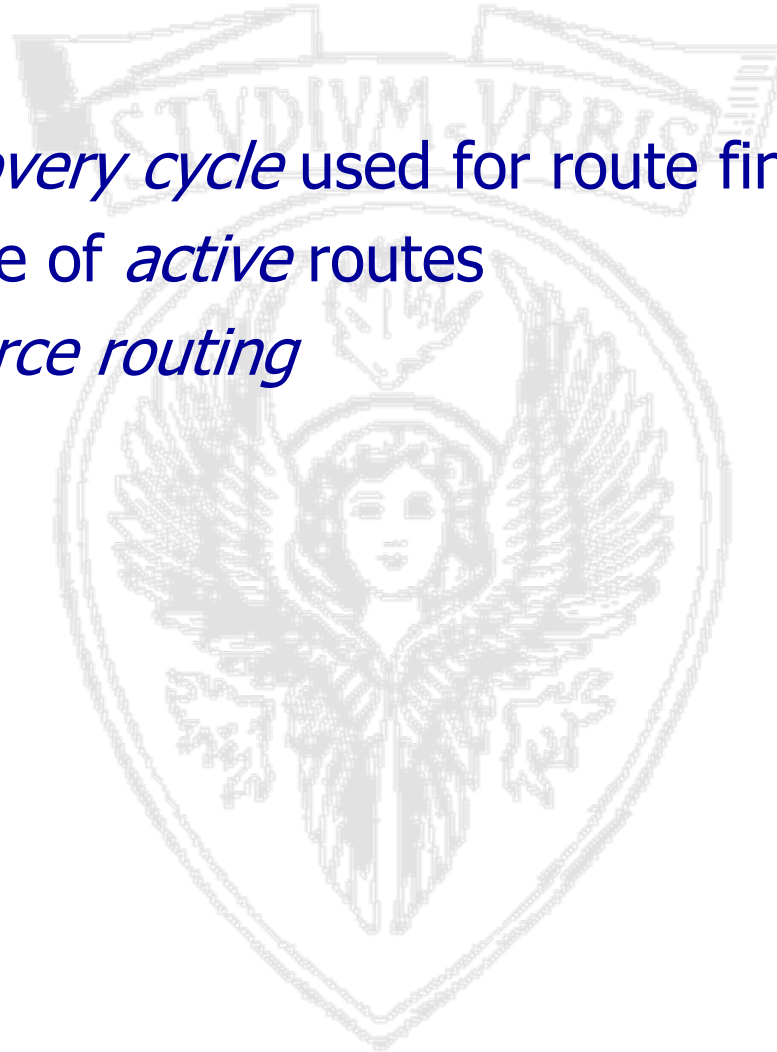 STVDIVM · VRBIS
overy cycle used for route fin
e of active routes
rce routing